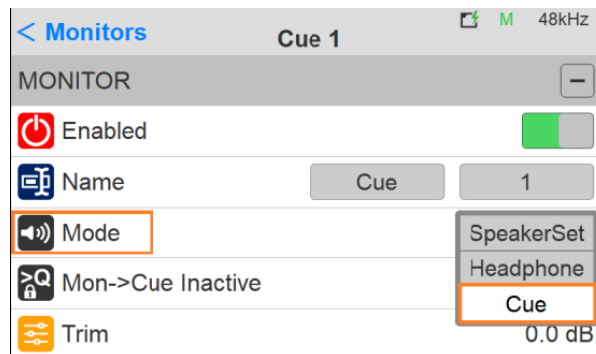 < Monitors
Cue 1
M 48kHz
MONITOR
Enabled
Name Cue 1
Mode
SpeakerSet
Headphone
Cue
>Q Mon->Cue Inactive
Trim 0.0 dB